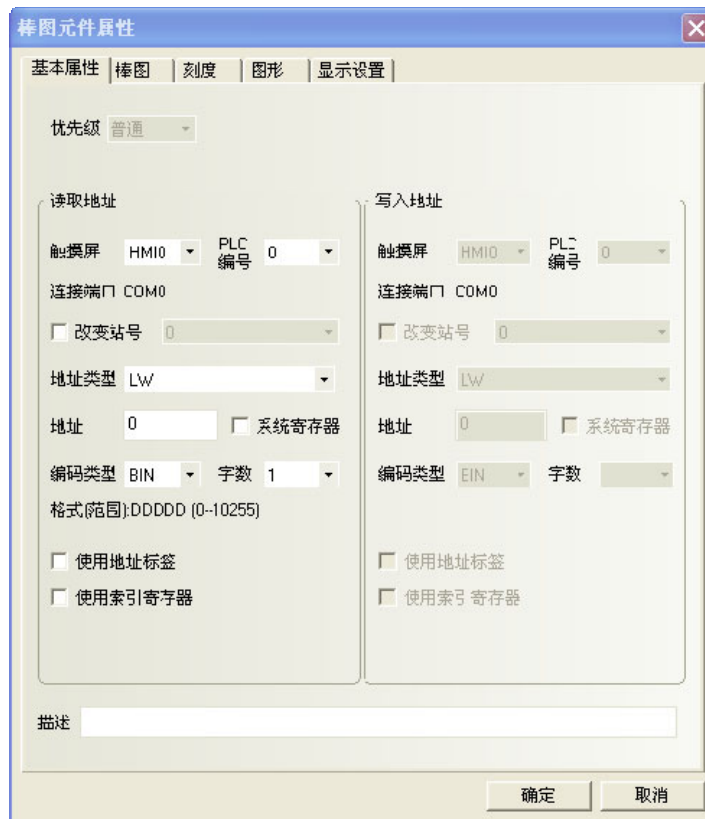 棒图元件属性
基本属性 棒图 刻度 图形 显示设置
优先级 普通
读取地址
触摸屏 HMI0 PLC编号 0
连接端口 COM0
改变站号 0
地址类型 LW
地址 0 系统寄存器
编码类型 BIN 字数 1
格式(范围):DDDDD (0--10255)
使用地址标签
使用索引寄存器
写入地址
触摸屏 HMI0 PLC编号 0
连接端口 COM0
改变站号 0
地址类型 LW
地址 0 系统寄存器
编码类型 BIN 字数
使用地址标签
使用索引寄存器
描述
确定 取消